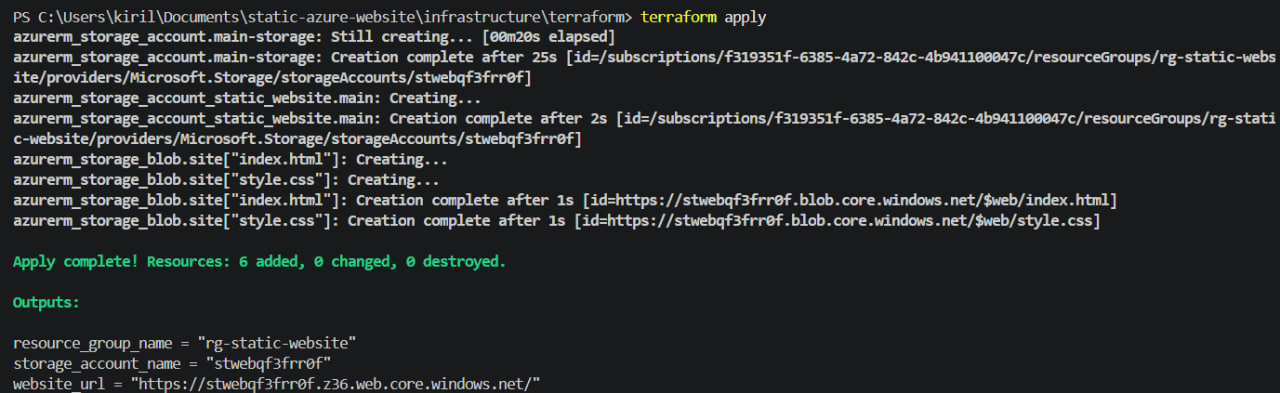 PS C:\Users\kiril\Documents\static-azure-website\infrastructure\terraform> terraform apply
azurerm_storage_account.main-storage: Still creating... [00m20s elapsed]
azurerm_storage_account.main-storage: Creation complete after 25s [id=/subscriptions/f319351f-6385-4a72-842c-4b941100047c/resourceGroups/rg-static-webs
ite/providers/Microsoft.Storage/storageAccounts/stwebqf3frr0f]
azurerm_storage_account_static_website.main: Creating...
azurerm_storage_account_static_website.main: Creation complete after 2s [id=/subscriptions/f319351f-6385-4a72-842c-4b941100047c/resourceGroups/rg-stati
c-website/providers/Microsoft.Storage/storageAccounts/stwebqf3frr0f]
azurerm_storage_blob.site["index.html"]: Creating...
azurerm_storage_blob.site["style.css"]: Creating...
azurerm_storage_blob.site["index.html"]: Creation complete after 1s [id=https://stwebqf3frr0f.blob.core.windows.net/$web/index.html]
azurerm_storage_blob.site["style.css"]: Creation complete after 1s [id=https://stwebqf3frr0f.blob.core.windows.net/$web/style.css]
Apply complete! Resources: 6 added, 0 changed, 0 destroyed.
Outputs:
resource_group_name = "rg-static-website"
storage_account_name = "stwebqf3frr0f"
website_url = "https://stwebqf3frr0f.z36.web.core.windows.net/"